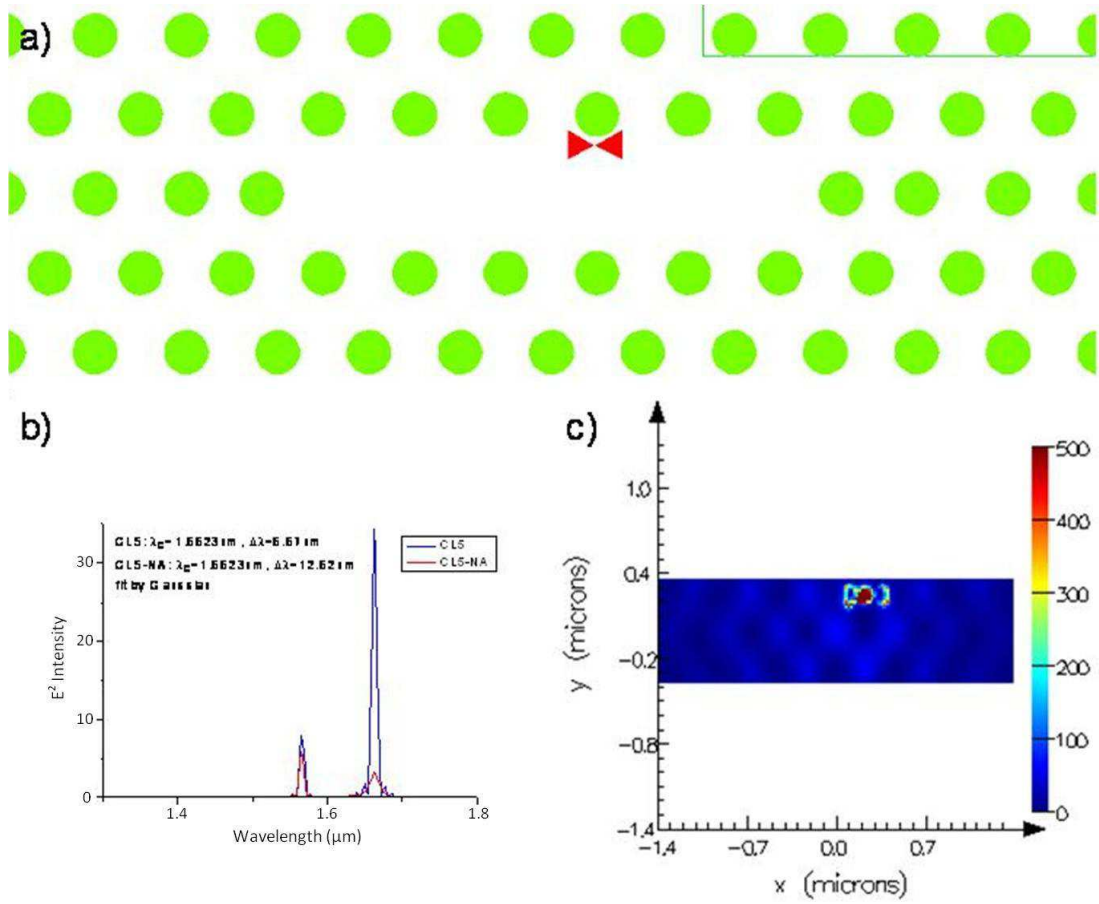 a)
b)
c)
CL5: λc= 1.6623um, Δλ=6.67nm
CL5-NA: λc=1.6623um, Δλ=12.62nm
fit by Gaussian
CL5
CL5-NA
30
20
10
0
E² Intensity
1.4
1.6
1.8
Wavelength (µm)
1.0
0.4
−0.2
−0.8
−1.4
y (microns)
−1.4
−0.7
0.0
0.7
x (microns)
500
400
300
200
100
0